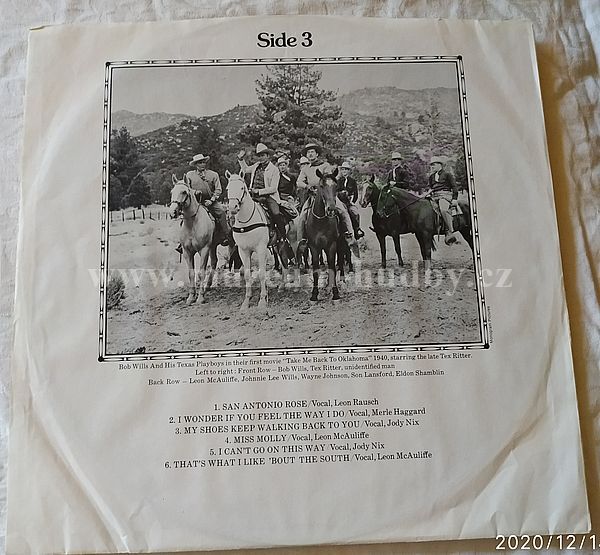 Side 3
www.muzeumhudby.cz
Bob Wills And His Texas Playboys in their first movie "Take Me Back To Oklahoma" 1940, starring the late Tex Ritter.
Left to right: Front Row – Bob Wills, Tex Ritter, unidentified man
Back Row – Leon McAuliffe, Johnnie Lee Wills, Wayne Johnson, Son Lansford, Eldon Shamblin
1. SAN ANTONIO ROSE/Vocal, Leon Rausch
2. I WONDER IF YOU FEEL THE WAY I DO/Vocal, Merle Haggard
3. MY SHOES KEEP WALKING BACK TO YOU/Vocal, Jody Nix
4. MISS MOLLY/Vocal, Leon McAuliffe
5. I CAN'T GO ON THIS WAY/Vocal, Jody Nix
6. THAT'S WHAT I LIKE 'BOUT THE SOUTH/Vocal, Leon McAuliffe